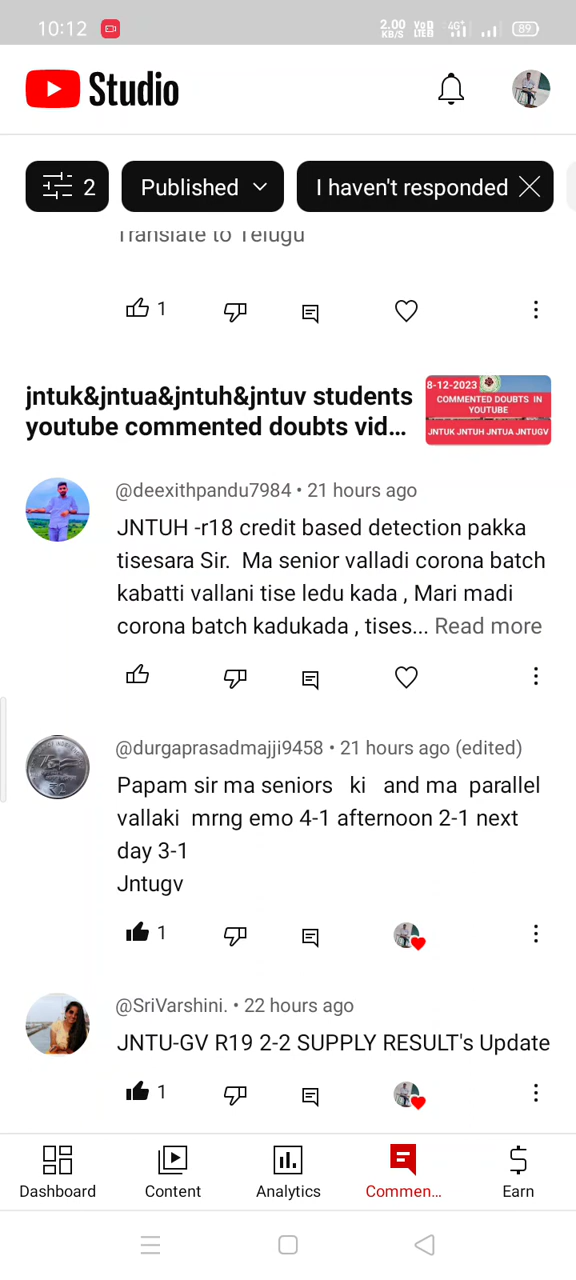 10:12
2.00 KB/S VoD LTEB 4G+ 89
Studio
2 Published I haven't responded
Translate to Telugu
1
jntuk&jntua&jntuh&jntuv students
youtube commented doubts vid...
8-12-2023
COMMENTED DOUBTS IN
YOUTUBE
JNTUK JNTUH JNTUA JNTUGV
@deexithpandu7984 • 21 hours ago
JNTUH -r18 credit based detection pakka
tisesara Sir. Ma senior valladi corona batch
kabatti vallani tise ledu kada , Mari madi
corona batch kadukada , tises... Read more
@durgaprasadmajji9458 • 21 hours ago (edited)
Papam sir ma seniors ki and ma parallel
vallaki mrng emo 4-1 afternoon 2-1 next
day 3-1
Jntugv
1
@SriVarshini. • 22 hours ago
JNTU-GV R19 2-2 SUPPLY RESULT's Update
1
Dashboard Content Analytics Commen... Earn